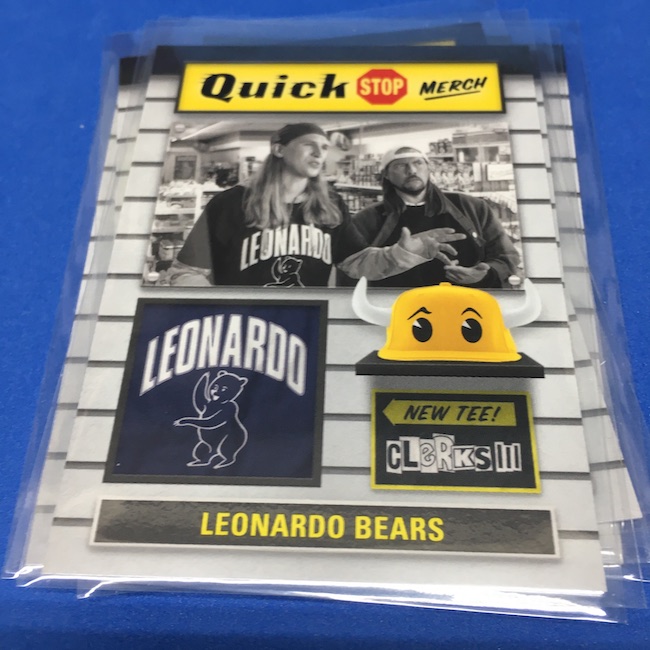 Quick STOP MERCH
LEONARDO
LEONARDO
NEW TEE!
CLERKS III
LEONARDO BEARS